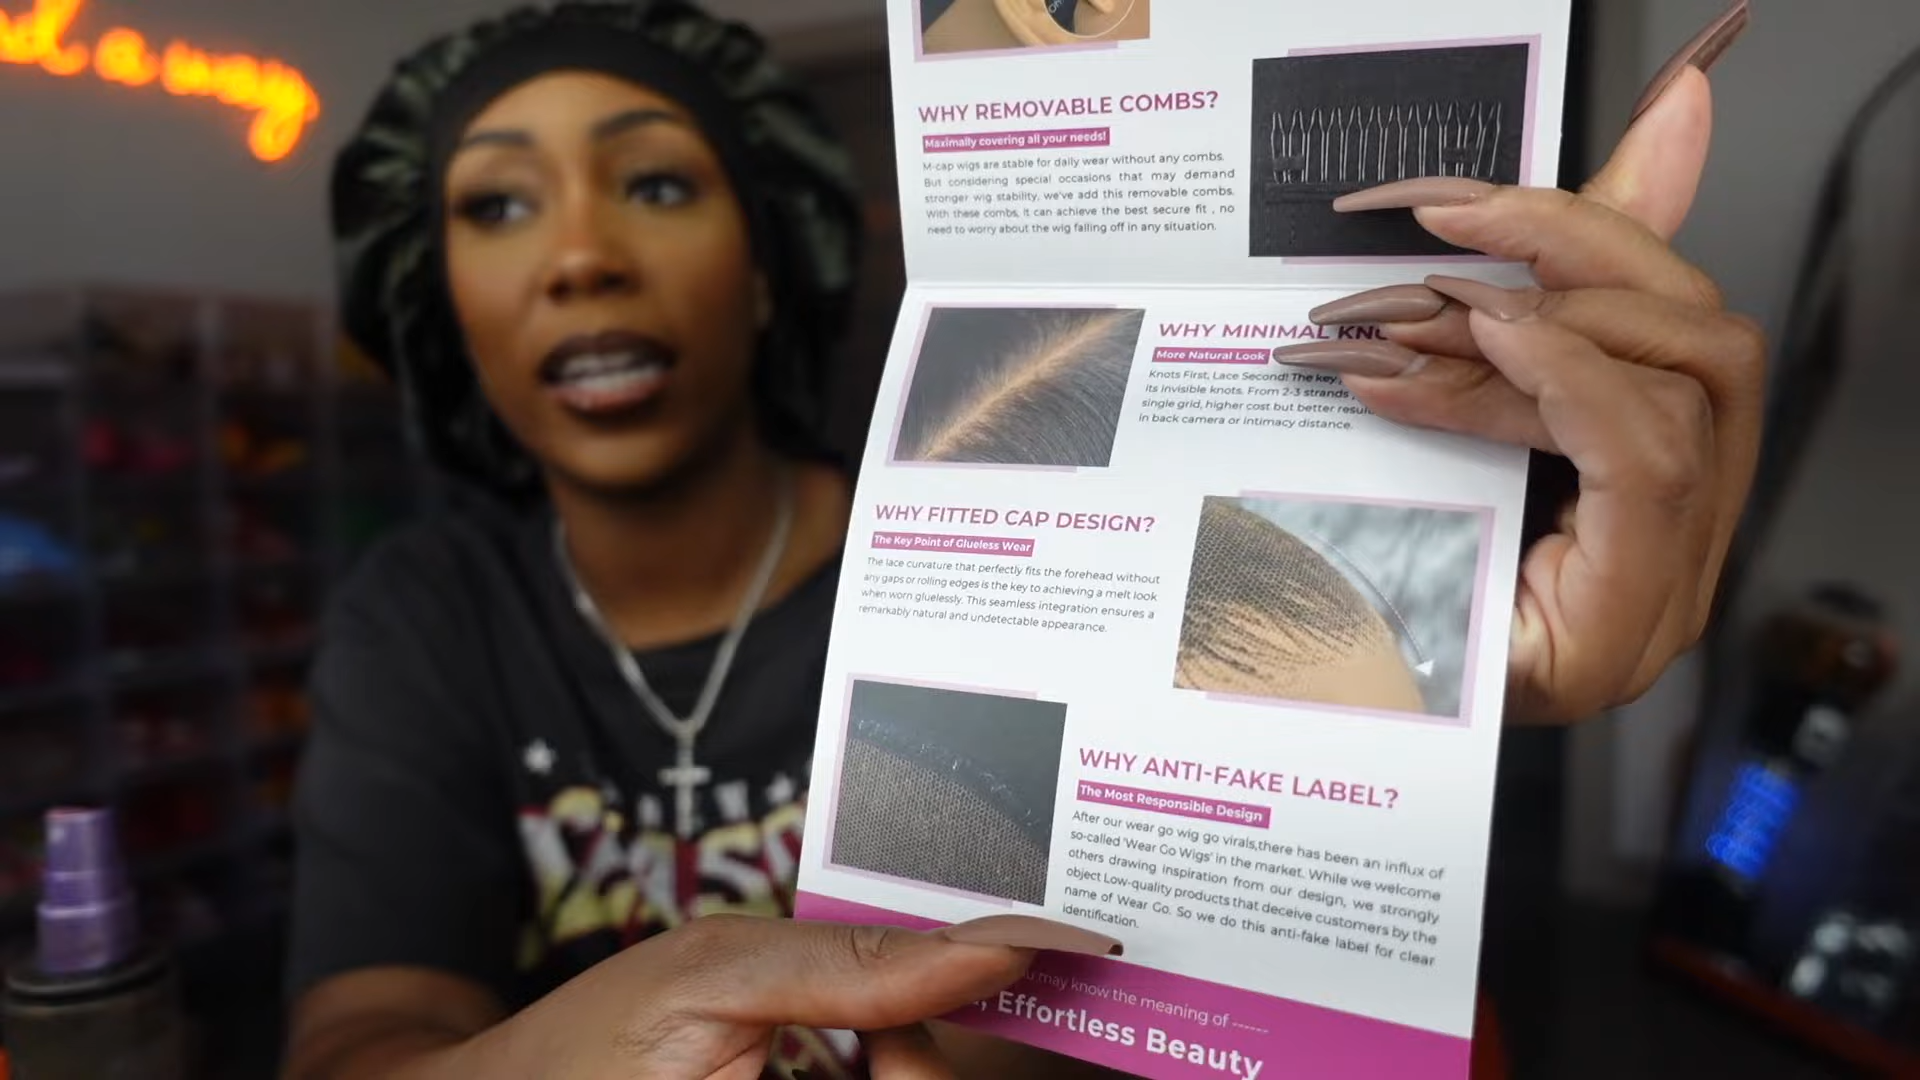 d a way
WHY REMOVABLE COMBS?
Maximally covering all your needs!
M-cap wigs are stable for daily wear without any combs.
But considering special occasions that may demand
stronger wig stability, we've add this removable combs.
With these combs, it can achieve the best secure fit , no
need to worry about the wig falling off in any situation.
WHY MINIMAL
More Natural Look
Knots First, Lace Second! The key
its invisible knots. From 2-3 strands
single grid, higher cost but better
in back camera or intimacy distance.
WHY FITTED CAP DESIGN?
The Key Point of Glueless Wear
The lace curvature that perfectly fits the forehead without
any gaps or rolling edges is the key to achieving a melt look
when worn gluelessly. This seamless integration ensures a
remarkably natural and undetectable appearance.
WHY ANTI-FAKE LABEL?
The Most Responsible Design
After our wear go wig go virals,there has been an influx of
so-called 'Wear Go Wigs' in the market. While we welcome
others drawing inspiration from our design, we strongly
object Low-quality products that deceive customers by the
name of Wear Go. So we do this anti-fake label for clear
identification.
may know the meaning of ------
, Effortless Beauty